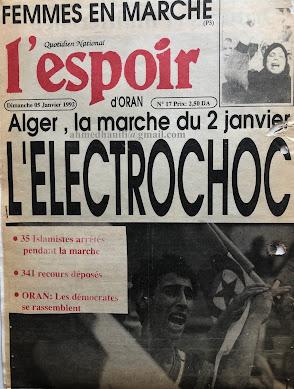 FEMMES EN MARCHE
(P3)
Quotidien National
l'espoir
d'ORAN
Dimanche 05 Janvier 1992
N° 17 Prix: 2,50 DA
Alger , la marche du 2 janvier
ahmedhanifi@gmail.com
L'ELECTROCHOC
• 35 Islamistes arrêtés
pendant la marche
• 341 recours déposés
• ORAN: Les démocrates
se rassemblent